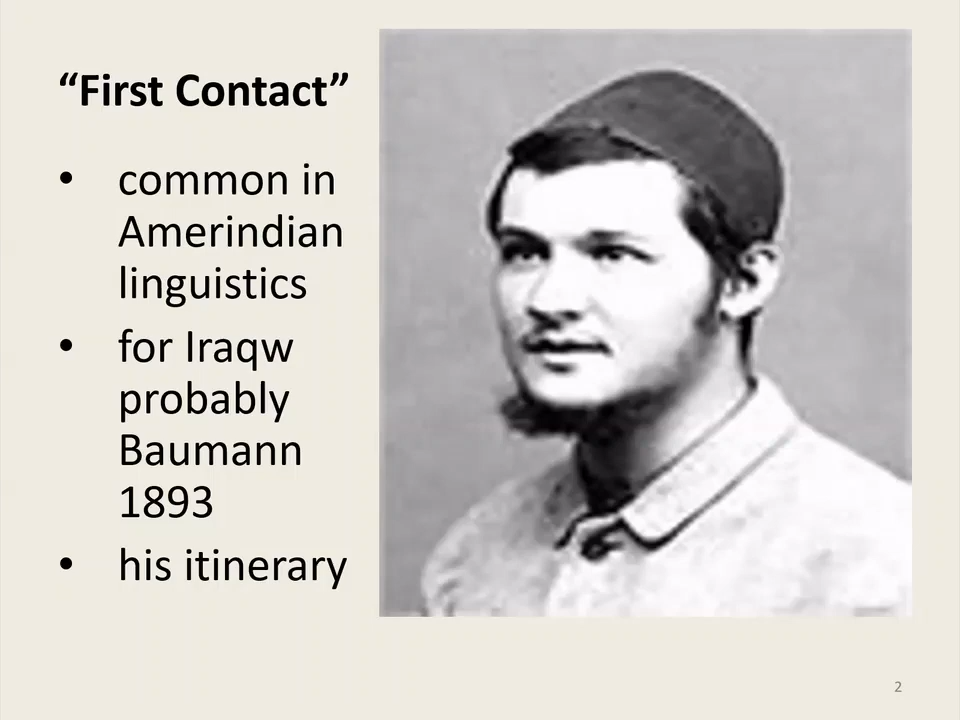 “First Contact”
• common in
Amerindian
linguistics
• for Iraqw
probably
Baumann
1893
• his itinerary
2